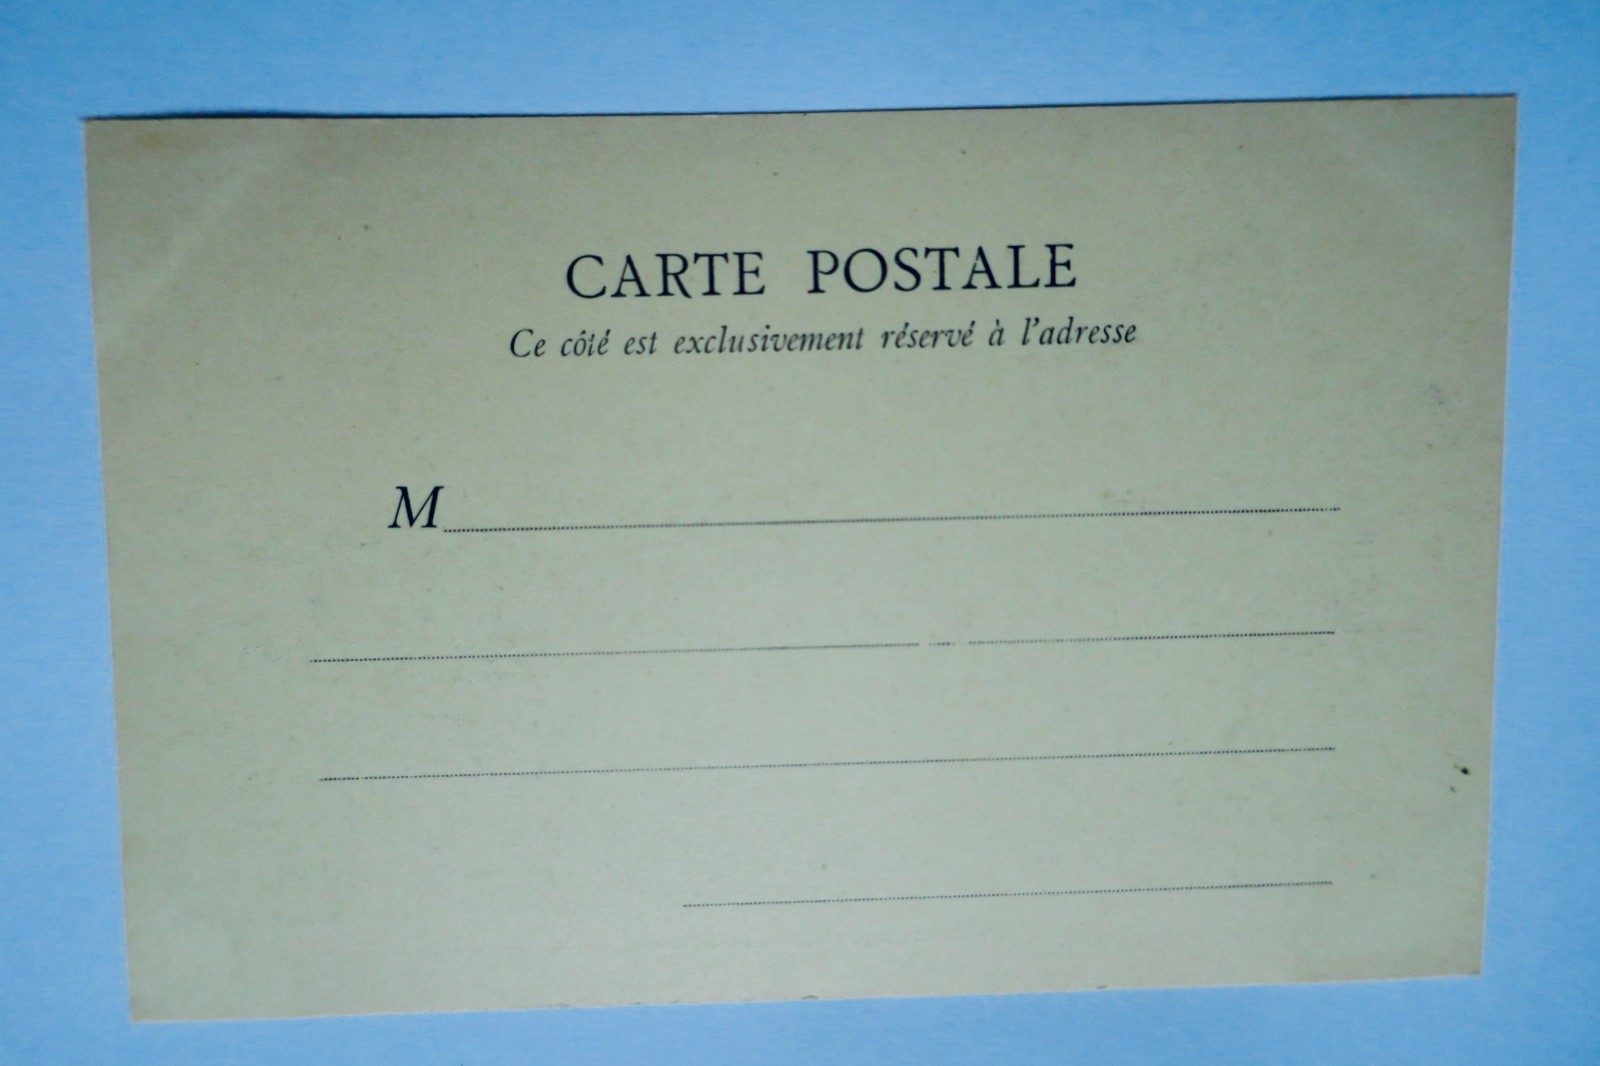 CARTE POSTALE
Ce côté est exclusivement réservé à l'adresse
M